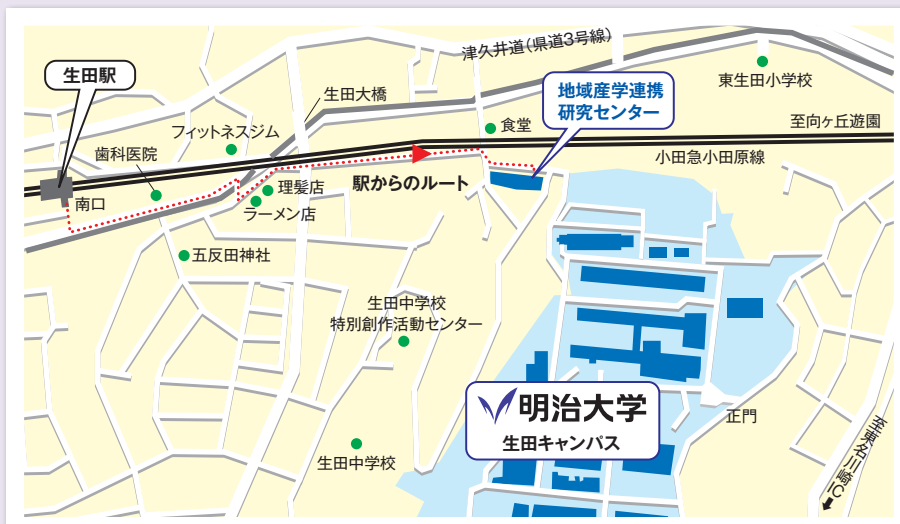 津久井道(県道3号線)
生田駅
生田大橋
地域産学連携
研究センター
東生田小学校
フィットネスジム
食堂
至向ヶ丘遊園
歯科医院
小田急小田原線
駅からのルート
理髪店
南口
ラーメン店
五反田神社
生田中学校
特別創作活動センター
明治大学
生田キャンパス
正門
至東名川崎IC
生田中学校